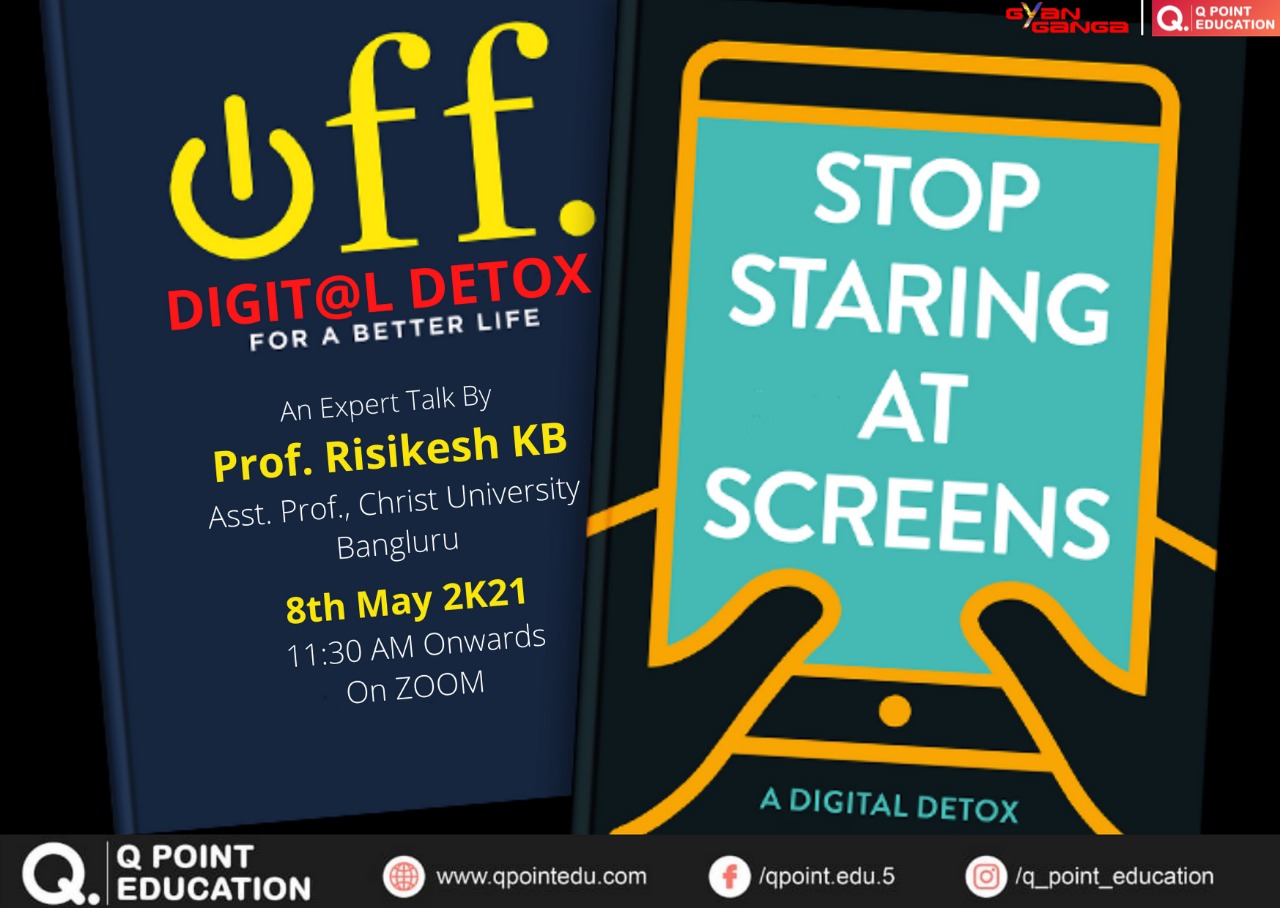 GYAN
GANGA
Q.
Q POINT
EDUCATION
off.
DIGIT@L DETOX
FOR A BETTER LIFE
An Expert Talk By
Prof. Risikesh KB
Asst. Prof., Christ University
Bangluru
8th May 2K21
11:30 AM Onwards
On ZOOM
STOP
STARING
AT
SCREENS
A DIGITAL DETOX
Q.
Q POINT
EDUCATION
www.qpointedu.com
/qpoint.edu.5
/q_point_education